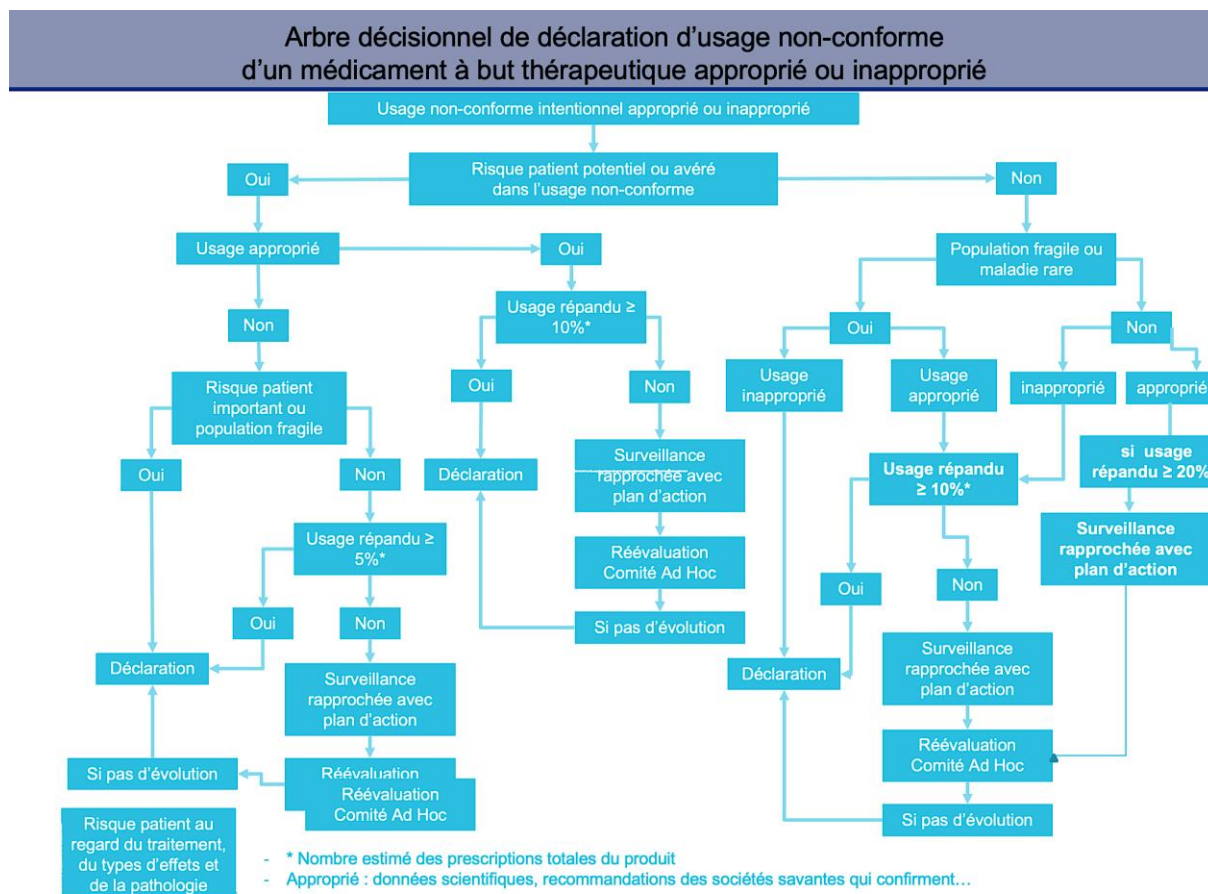 Arbre décisionnel de déclaration d'usage non-conforme
d'un médicament à but thérapeutique approprié ou inapproprié
Usage non-conforme intentionnel approprié ou inapproprié
Risque patient potentiel ou avéré
dans l'usage non-conforme
Oui
Non
Usage approprié
Oui
Population fragile ou
maladie rare
Non
Usage répandu ≥
10%*
Oui
Non
Risque patient
important ou
population fragile
Oui
Non
Usage
inapproprié
Usage
approprié
inapproprié
approprié
Oui
Non
Déclaration
Surveillance
rapprochée avec
plan d'action
Usage répandu
≥ 10%*
si usage
répandu ≥ 20%
Usage répandu ≥
5%*
Réévaluation
Comité Ad Hoc
Surveillance
rapprochée avec
plan d'action
Oui
Non
Oui
Non
Si pas d'évolution
Déclaration
Surveillance
rapprochée avec
plan d'action
Déclaration
Surveillance
rapprochée avec
plan d'action
Si pas d'évolution
Réévaluation
Réévaluation
Comité Ad Hoc
Réévaluation
Comité Ad Hoc
Si pas d'évolution
Risque patient au
regard du traitement,
du types d'effets et
de la pathologie
- * Nombre estimé des prescriptions totales du produit
- Approprié : données scientifiques, recommandations des sociétés savantes qui confirment…